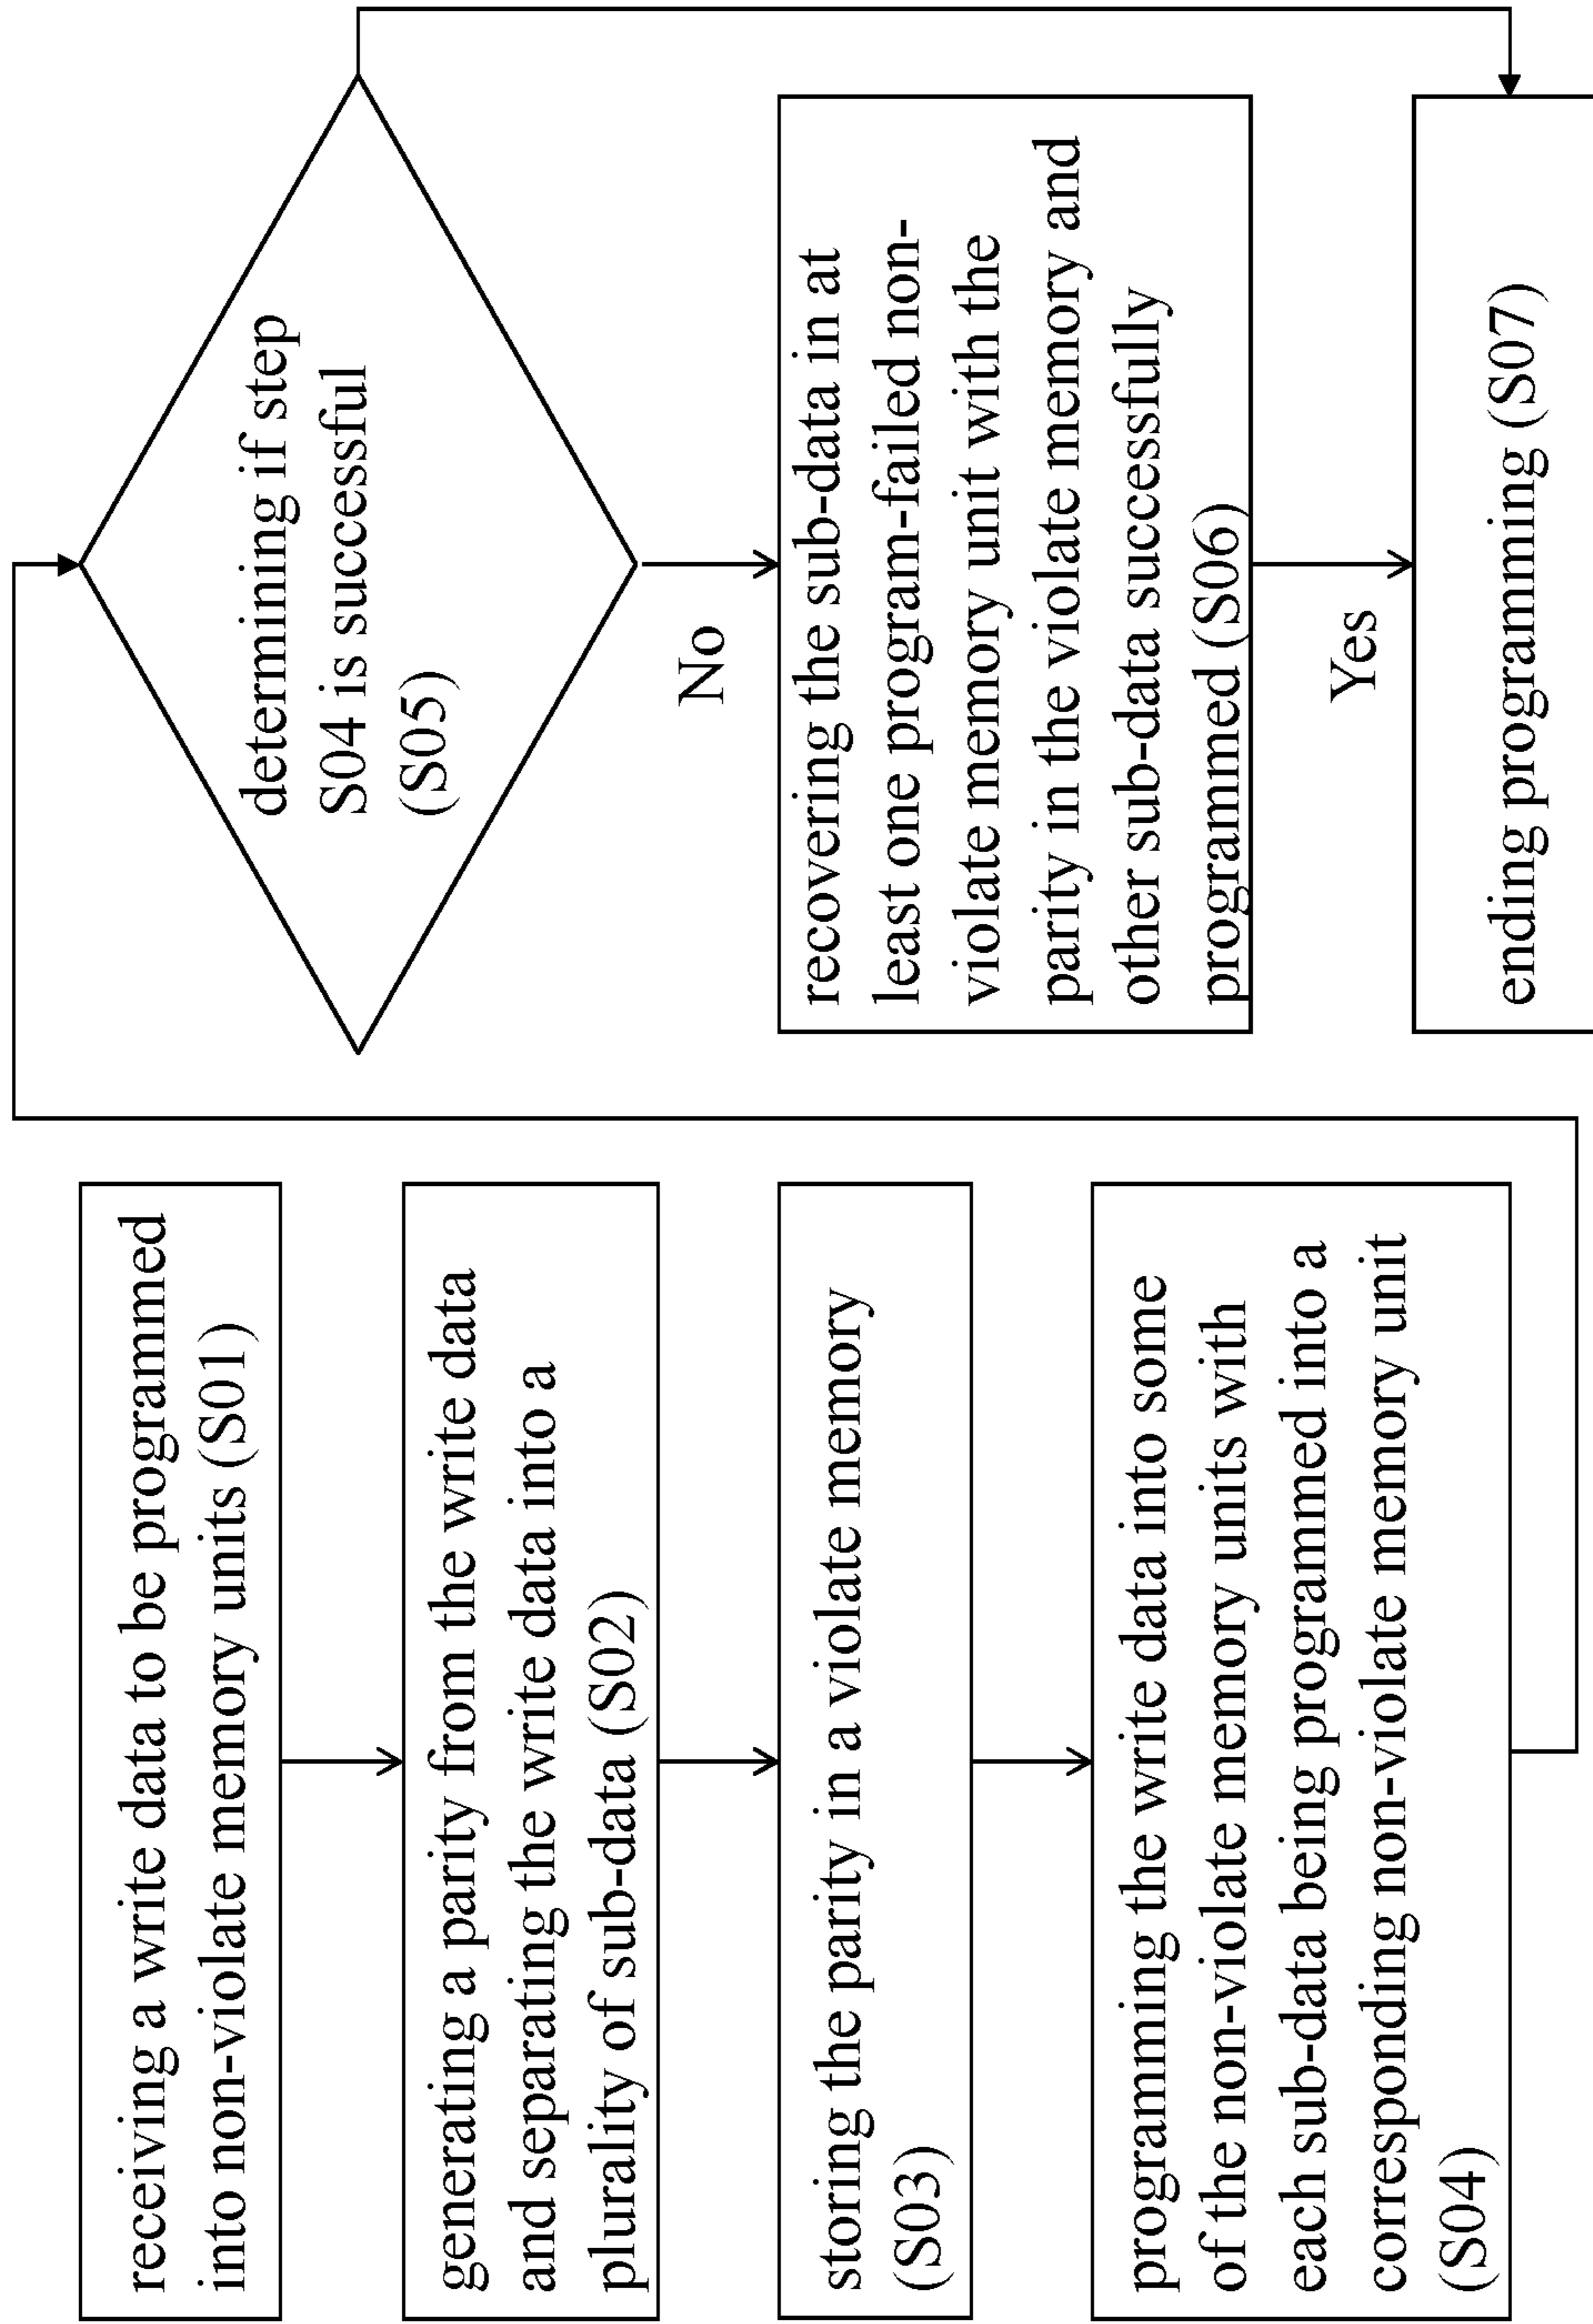 receiving a write data to be programmed
into non-violate memory units (S01)
generating a parity from the write data
and separating the write data into a
plurality of sub-data (S02)
storing the parity in a violate memory
(S03)
programming the write data into some
of the non-violate memory units with
each sub-data being programmed into a
corresponding non-violate memory unit
(S04)
determining if step
S04 is successful
(S05)
No
recovering the sub-data in at
least one program-failed non-
violate memory unit with the
parity in the violate memory and
other sub-data successfully
programmed (S06)
Yes
ending programming (S07)